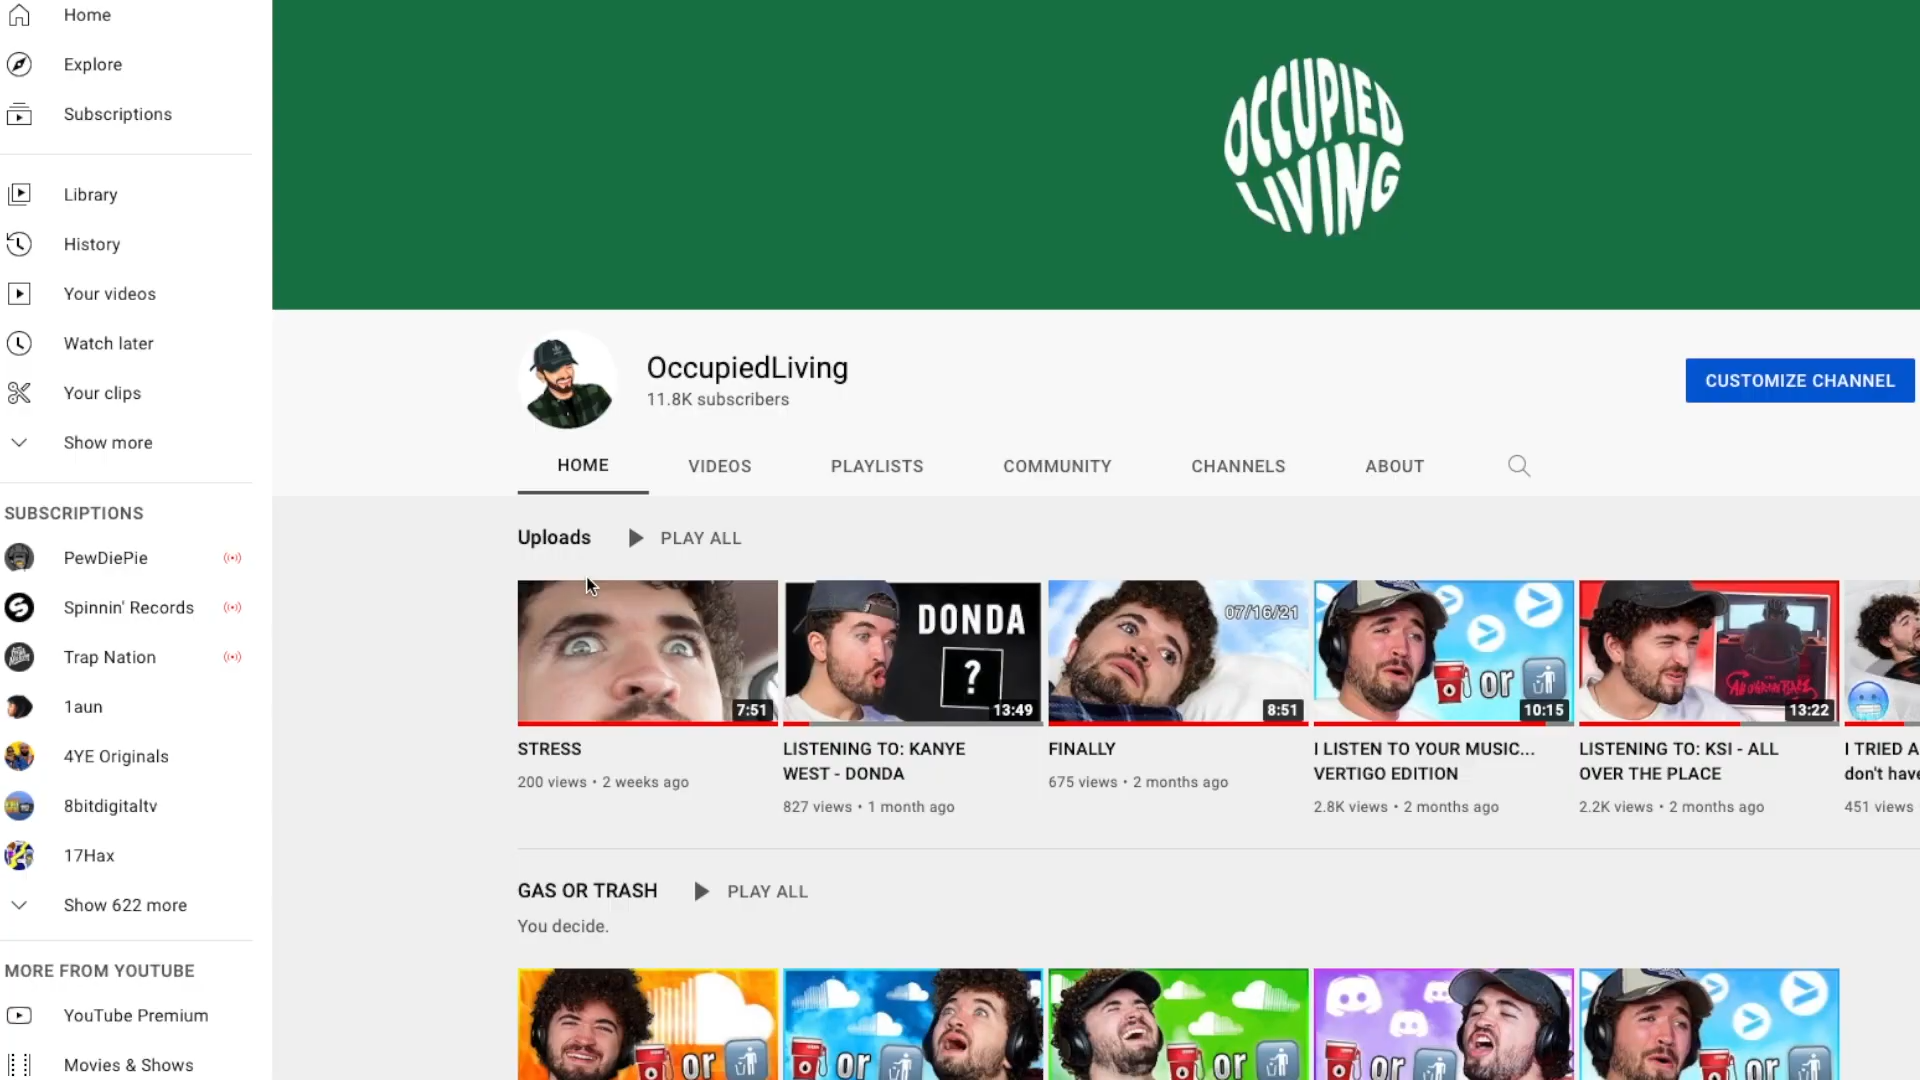 Home
Explore
Subscriptions
Library
History
Your videos
Watch later
Your clips
Show more
SUBSCRIPTIONS
PewDiePie
Spinnin' Records
Trap Nation
1aun
4YE Originals
8bitdigitaltv
17Hax
Show 622 more
MORE FROM YOUTUBE
YouTube Premium
Movies & Shows
OCCUPIED
LIVING
OccupiedLiving
11.8K subscribers
CUSTOMIZE CHANNEL
HOME VIDEOS PLAYLISTS COMMUNITY CHANNELS ABOUT
Uploads PLAY ALL
7:51
DONDA
?
13:49
07/16/21
8:51
or
10:15
13:22
STRESS
200 views • 2 weeks ago
LISTENING TO: KANYE
WEST - DONDA
827 views • 1 month ago
FINALLY
675 views • 2 months ago
I LISTEN TO YOUR MUSIC...
VERTIGO EDITION
2.8K views • 2 months ago
LISTENING TO: KSI - ALL
OVER THE PLACE
2.2K views • 2 months ago
I TRIED A
don't have
451 views
GAS OR TRASH PLAY ALL
You decide.
or
or
or
or
or